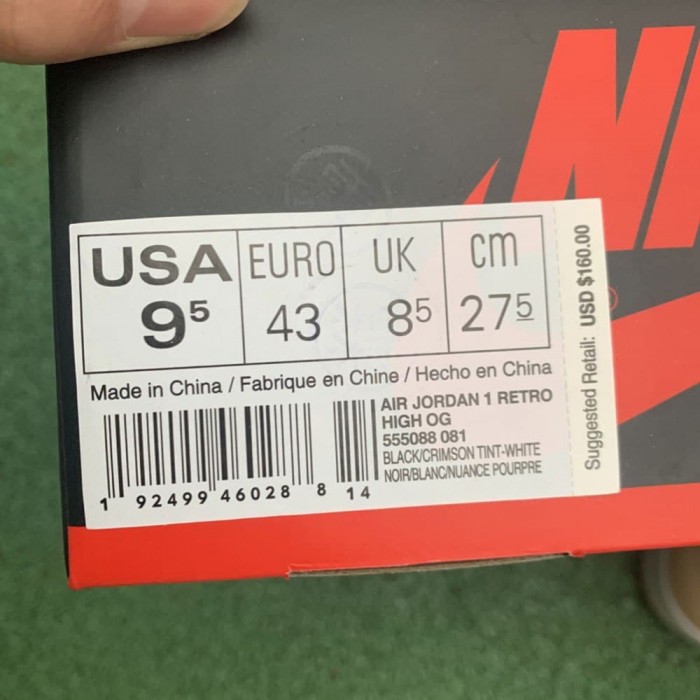 USA EURO UK cm
9⁵ 43 8⁵ 27⁵
Made in China / Fabrique en Chine / Hecho en China
AIR JORDAN 1 RETRO
HIGH OG
555088 081
BLACK/CRIMSON TINT-WHITE
NOIR/BLANC/NUANCE POURPRE
1 92499 46028 8 14
Suggested Retail: USD $160.00